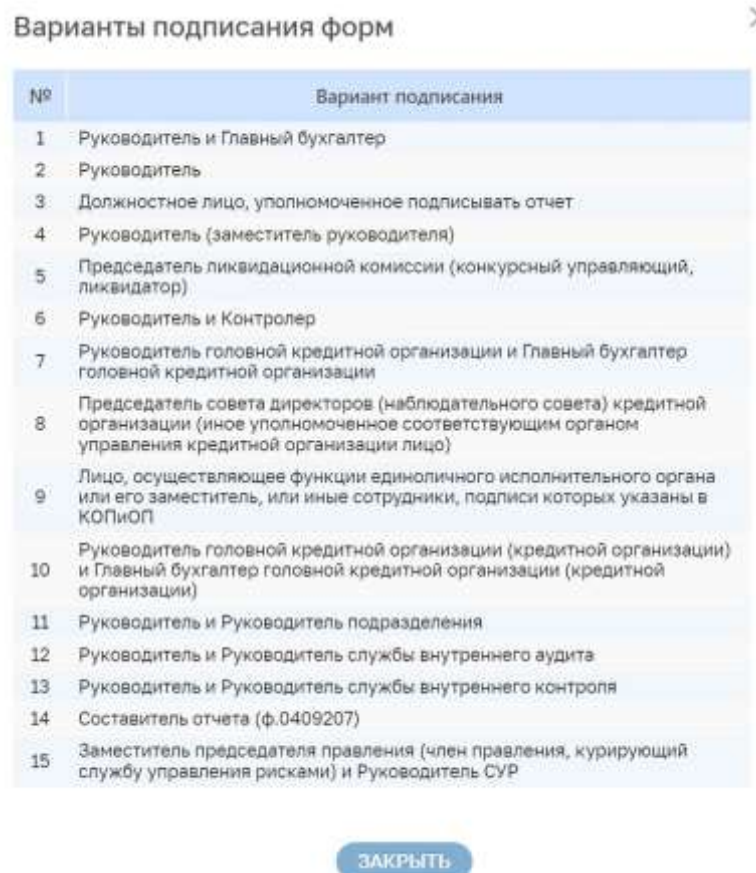 Варианты подписания форм
№ Вариант подписания
1 Руководитель и Главный бухгалтер
2 Руководитель
3 Должностное лицо, уполномоченное подписывать отчет
4 Руководитель (заместитель руководителя)
5 Председатель ликвидационной комиссии (конкурсный управляющий,
ликвидатор)
6 Руководитель и Контролер
7 Руководитель головной кредитной организации и Главный бухгалтер
головной кредитной организации
8 Председатель совета директоров (наблюдательного совета) кредитной
организации (иное уполномоченное соответствующим органом
управления кредитной организации лицо)
9 Лицо, осуществляющее функции единоличного исполнительного органа
или его заместитель, или иные сотрудники, подписи которых указаны в
КОПиОП
10 Руководитель головной кредитной организации (кредитной организации)
и Главный бухгалтер головной кредитной организации (кредитной
организации)
11 Руководитель и Руководитель подразделения
12 Руководитель и Руководитель службы внутреннего аудита
13 Руководитель и Руководитель службы внутреннего контроля
14 Составитель отчета (ф.0409207)
15 Заместитель председателя правления (член правления, курирующий
службу управления рисками) и Руководитель СУР
ЗАКРЫТЬ